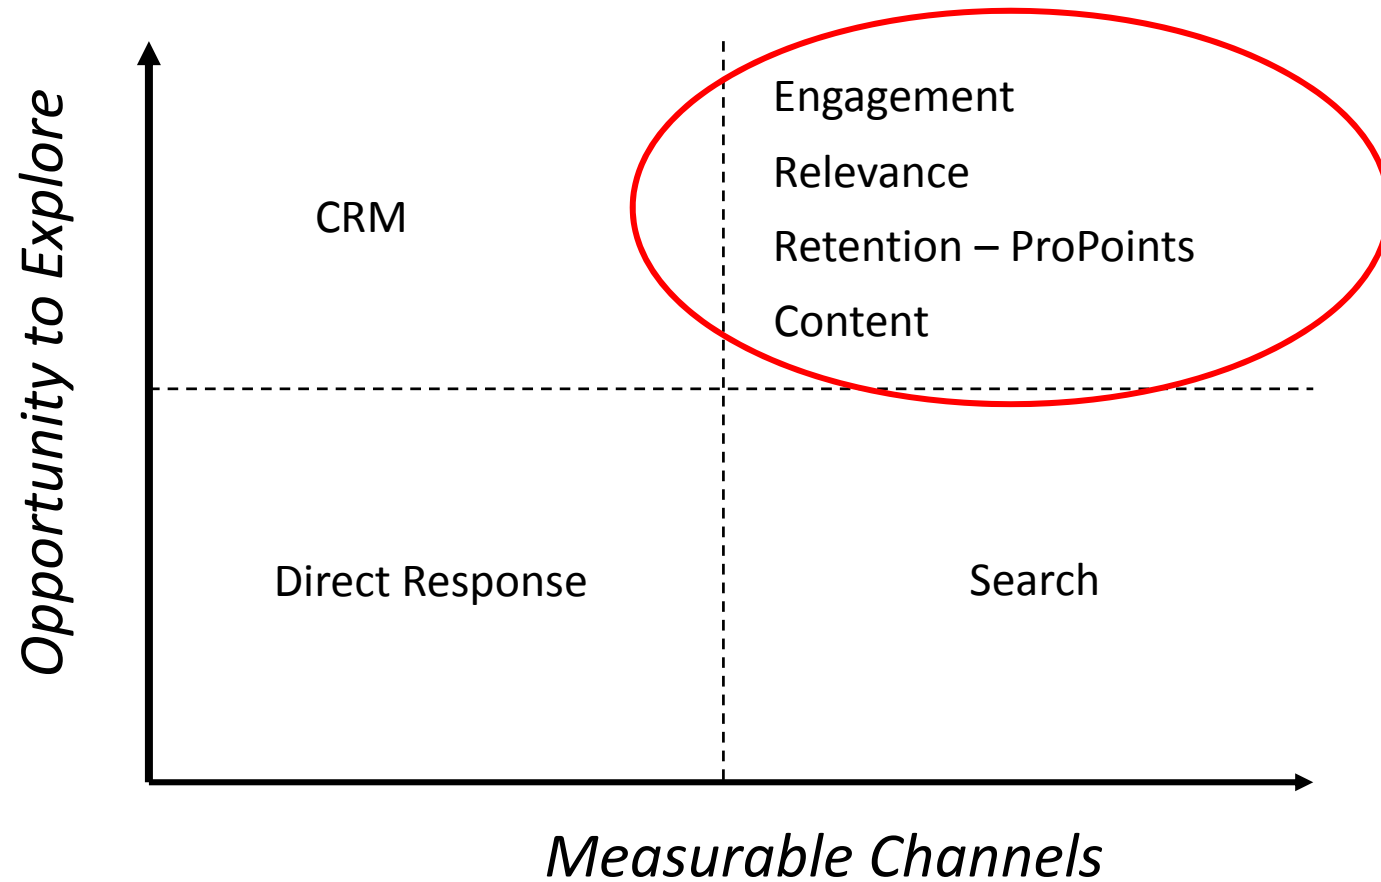 Opportunity to Explore
Engagement
Relevance
CRM
Retention – ProPoints
Content
Direct Response
Search
Measurable Channels